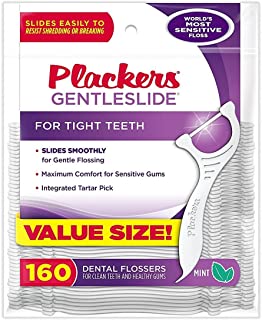 SLIDES EASILY TO
RESIST SHREDDING OR BREAKING
WORLD'S
MOST
SENSITIVE
FLOSS
Plackers®
GENTLESLIDE®
FOR TIGHT TEETH
• SLIDES SMOOTHLY
for Gentle Flossing
• Maximum Comfort for Sensitive Gums
• Integrated Tartar Pick
Plackers
VALUE SIZE!
160
DENTAL FLOSSERS
FOR CLEAN TEETH AND HEALTHY GUMS
MINT